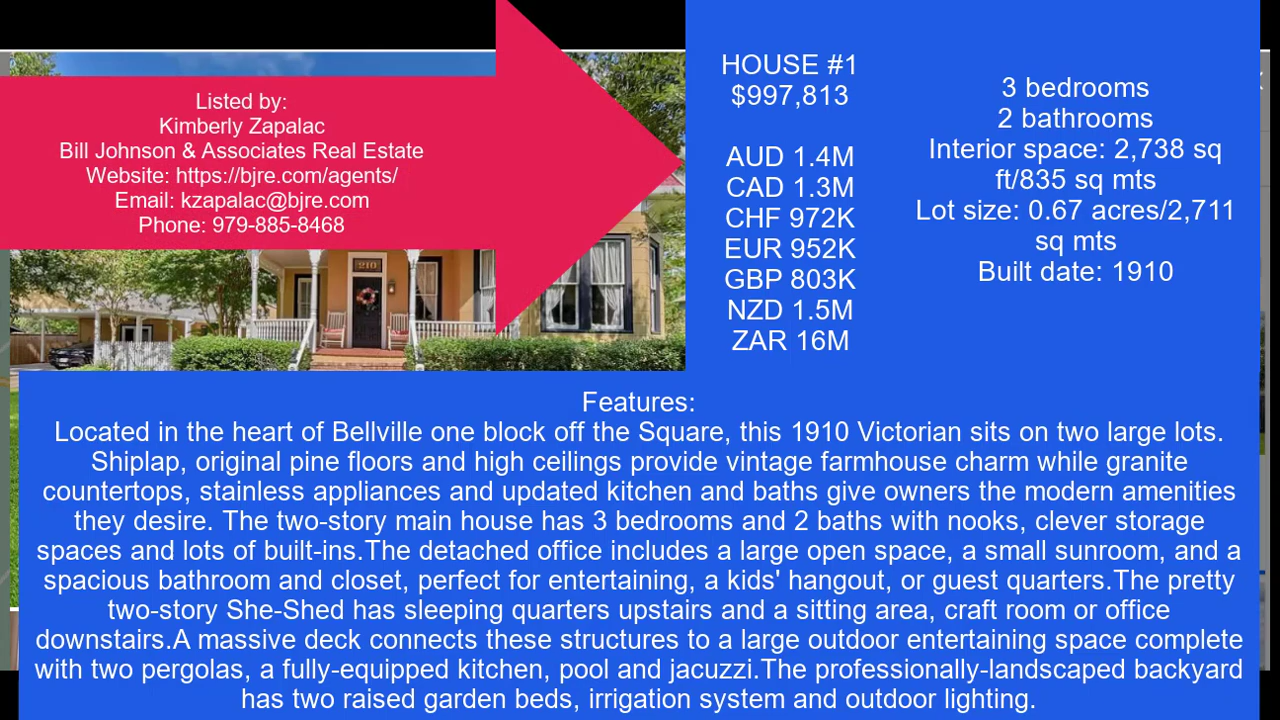 Listed by:
Kimberly Zapalac
Bill Johnson & Associates Real Estate
Website: https://bjre.com/agents/
Email: kzapalac@bjre.com
Phone: 979-885-8468
210
HOUSE #1
$997,813
AUD 1.4M
CAD 1.3M
CHF 972K
EUR 952K
GBP 803K
NZD 1.5M
ZAR 16M
3 bedrooms
2 bathrooms
Interior space: 2,738 sq
ft/835 sq mts
Lot size: 0.67 acres/2,711
sq mts
Built date: 1910
Features:
Located in the heart of Bellville one block off the Square, this 1910 Victorian sits on two large lots.
Shiplap, original pine floors and high ceilings provide vintage farmhouse charm while granite
countertops, stainless appliances and updated kitchen and baths give owners the modern amenities
they desire. The two-story main house has 3 bedrooms and 2 baths with nooks, clever storage
spaces and lots of built-ins.The detached office includes a large open space, a small sunroom, and a
spacious bathroom and closet, perfect for entertaining, a kids' hangout, or guest quarters.The pretty
two-story She-Shed has sleeping quarters upstairs and a sitting area, craft room or office
downstairs.A massive deck connects these structures to a large outdoor entertaining space complete
with two pergolas, a fully-equipped kitchen, pool and jacuzzi.The professionally-landscaped backyard
has two raised garden beds, irrigation system and outdoor lighting.